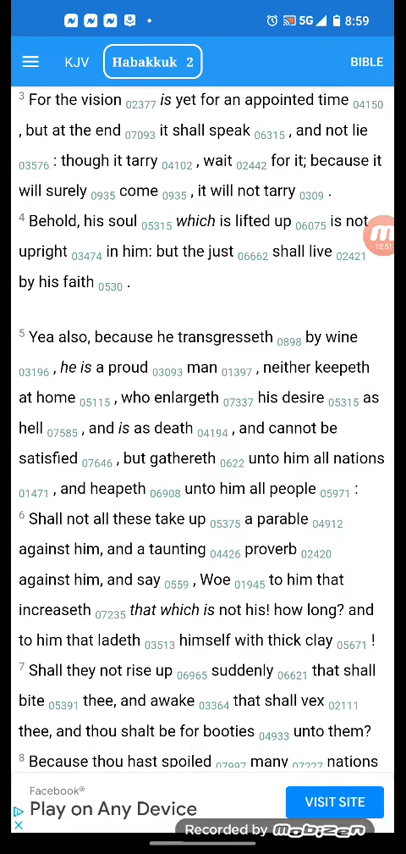 5G 8:59
KJV Habakkuk 2 BIBLE
3 For the vision 02377 is yet for an appointed time 04150
, but at the end 07093 it shall speak 06315 , and not lie
03576 : though it tarry 04102 , wait 02442 for it; because it
will surely 0935 come 0935 , it will not tarry 0309 .
4 Behold, his soul 05315 which is lifted up 06075 is not
upright 03474 in him: but the just 06662 shall live 02421
13:51
by his faith 0530 .
5 Yea also, because he transgresseth 0898 by wine
03196 , he is a proud 03093 man 01397 , neither keepeth
at home 05115 , who enlargeth 07337 his desire 05315 as
hell 07585 , and is as death 04194 , and cannot be
satisfied 07646 , but gathereth 0622 unto him all nations
01471 , and heapeth 06908 unto him all people 05971 :
6 Shall not all these take up 05375 a parable 04912
against him, and a taunting 04426 proverb 02420
against him, and say 0559 , Woe 01945 to him that
increaseth 07235 that which is not his! how long? and
to him that ladeth 03513 himself with thick clay 05671 !
7 Shall they not rise up 06965 suddenly 06621 that shall
bite 05391 thee, and awake 03364 that shall vex 02111
thee, and thou shalt be for booties 04933 unto them?
8 Because thou hast spoiled 07997 many 07227 nations
Facebook®
Play on Any Device
VISIT SITE
Recorded by mobizen